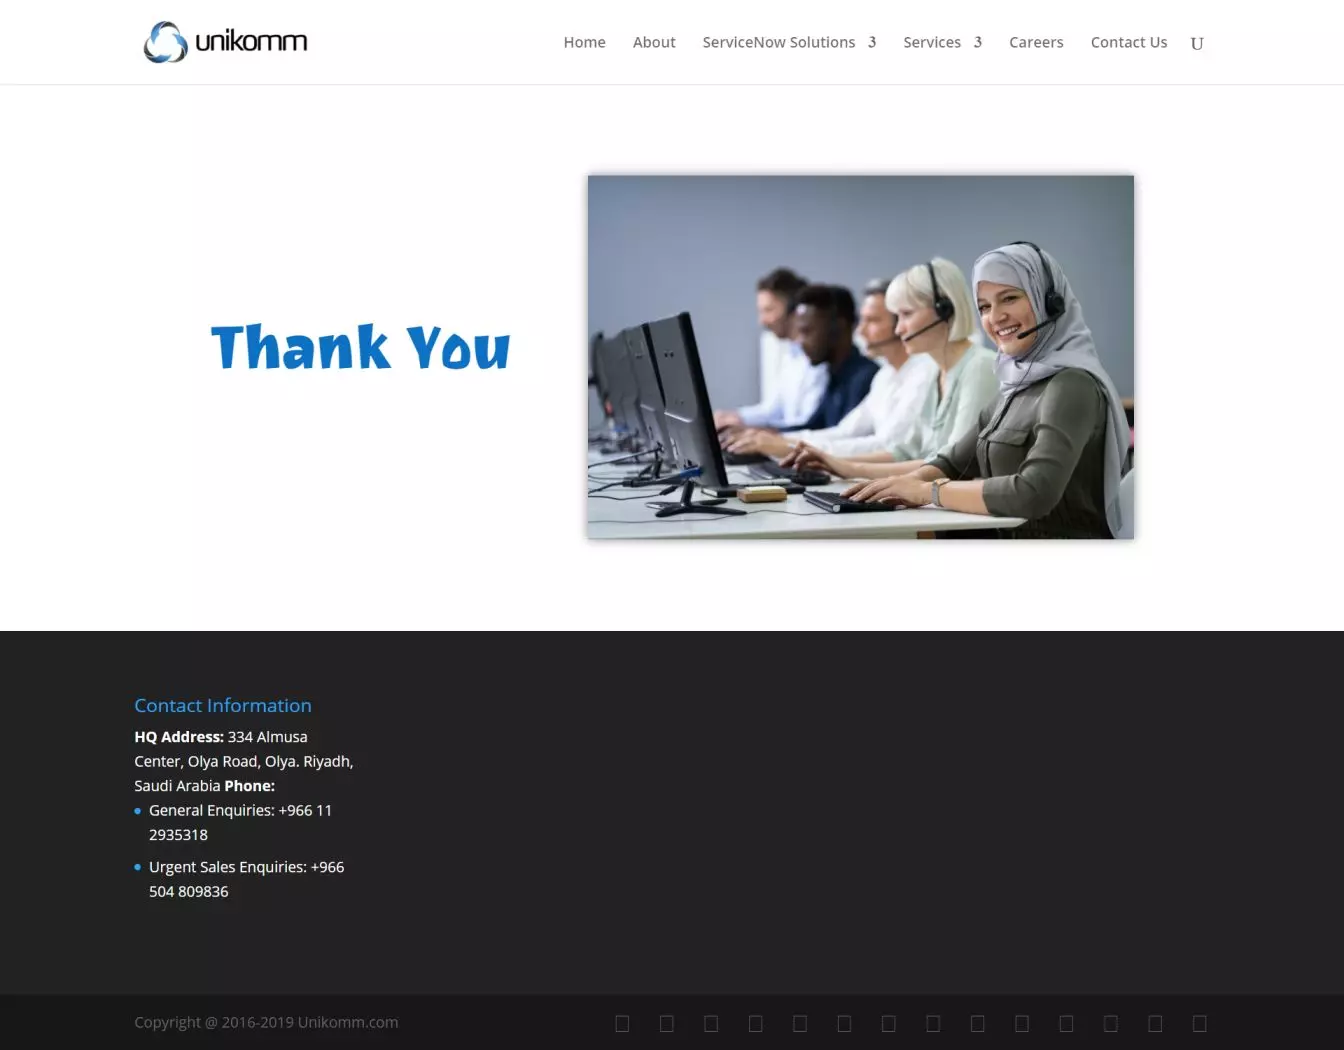 unikomm
Home About ServiceNow Solutions 3 Services 3 Careers Contact Us U
Thank You
Contact Information
HQ Address: 334 Almusa
Center, Olya Road, Olya. Riyadh,
Saudi Arabia Phone:
General Enquiries: +966 11
2935318
Urgent Sales Enquiries: +966
504 809836
Copyright @ 2016-2019 Unikomm.com